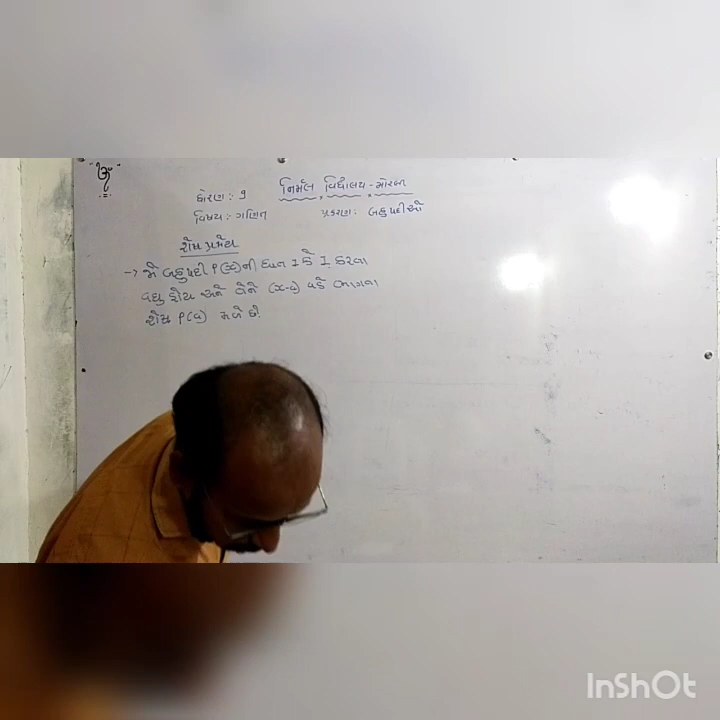 ૐ
ધોરણ : 9 નિર્મલ વિદ્યાલય - મોરબી
વિષય : ગણિત પ્રકરણ : બહુપદીઓ
શેષ પ્રમેય
→ જો બહુપદી P(x)ની ઘાત 1 કે 1 કરતા
વધુ હોય અને તેને (x-a) વડે ભાગતા
શેષ P(a) મળે છે.
InShOt